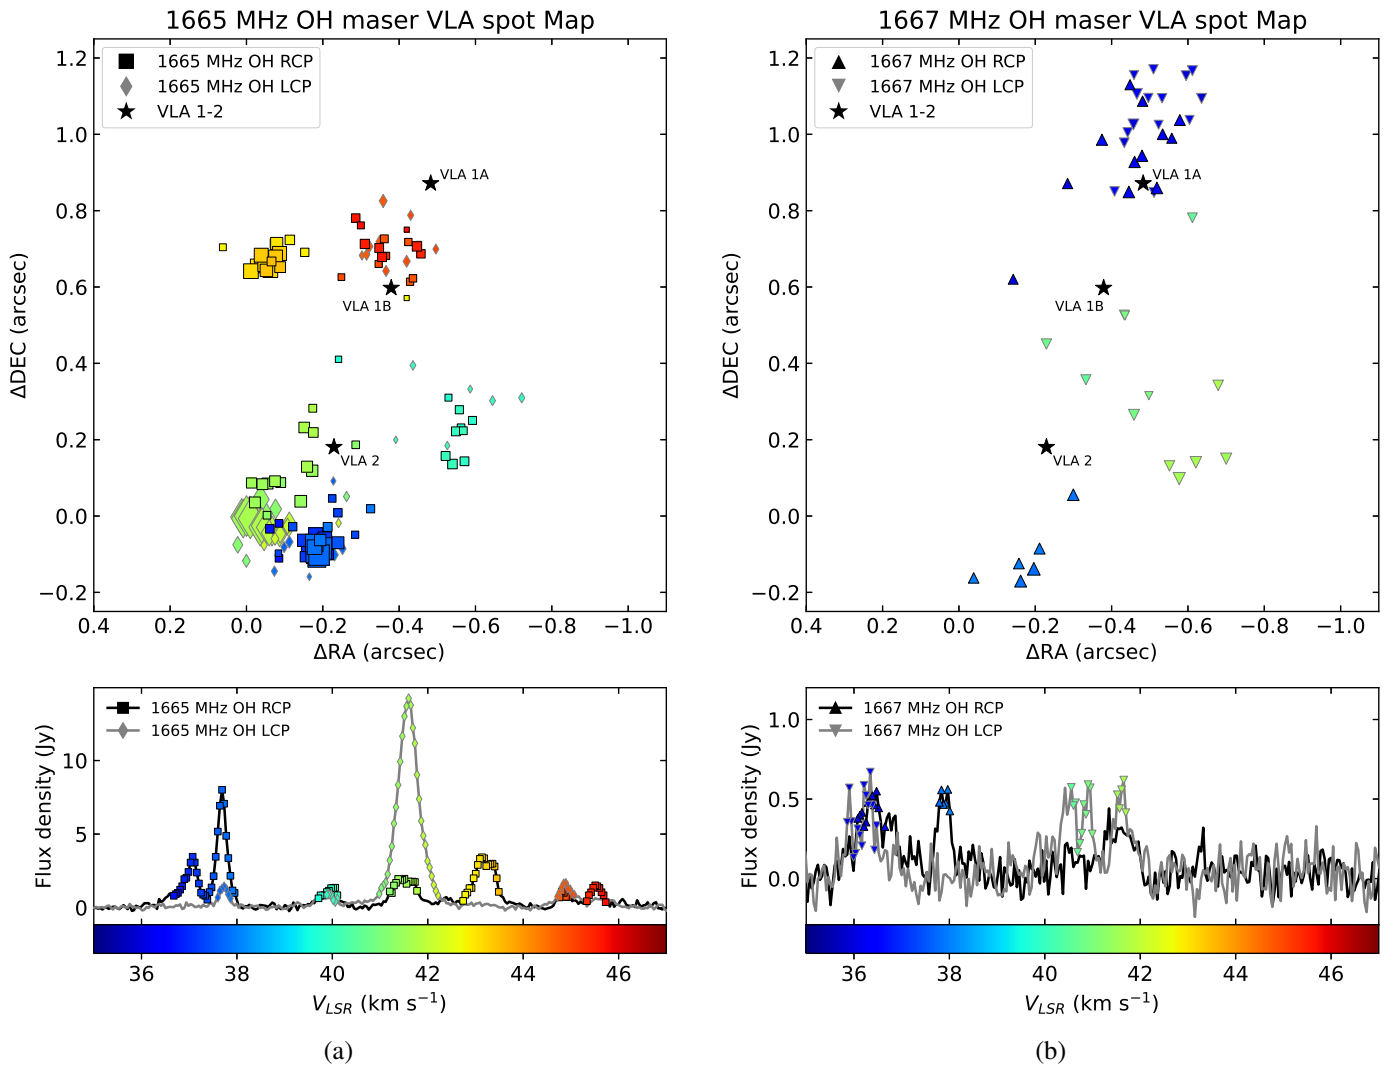 1665 MHz OH maser VLA spot Map
1.2
1.0
0.8
0.6
0.4
0.2
0.0
−0.2
ΔDEC (arcsec)
1665 MHz OH RCP
1665 MHz OH LCP
VLA 1-2
VLA 1A
VLA 1B
VLA 2
0.4 0.2 0.0 −0.2 −0.4 −0.6 −0.8 −1.0
ΔRA (arcsec)
10
5
0
Flux density (Jy)
1665 MHz OH RCP
1665 MHz OH LCP
36 38 40 42 44 46
V_LSR (km s⁻¹)
(a)
1667 MHz OH maser VLA spot Map
1.2
1.0
0.8
0.6
0.4
0.2
0.0
−0.2
ΔDEC (arcsec)
1667 MHz OH RCP
1667 MHz OH LCP
VLA 1-2
VLA 1A
VLA 1B
VLA 2
0.4 0.2 0.0 −0.2 −0.4 −0.6 −0.8 −1.0
ΔRA (arcsec)
1.0
0.5
0.0
Flux density (Jy)
1667 MHz OH RCP
1667 MHz OH LCP
36 38 40 42 44 46
V_LSR (km s⁻¹)
(b)